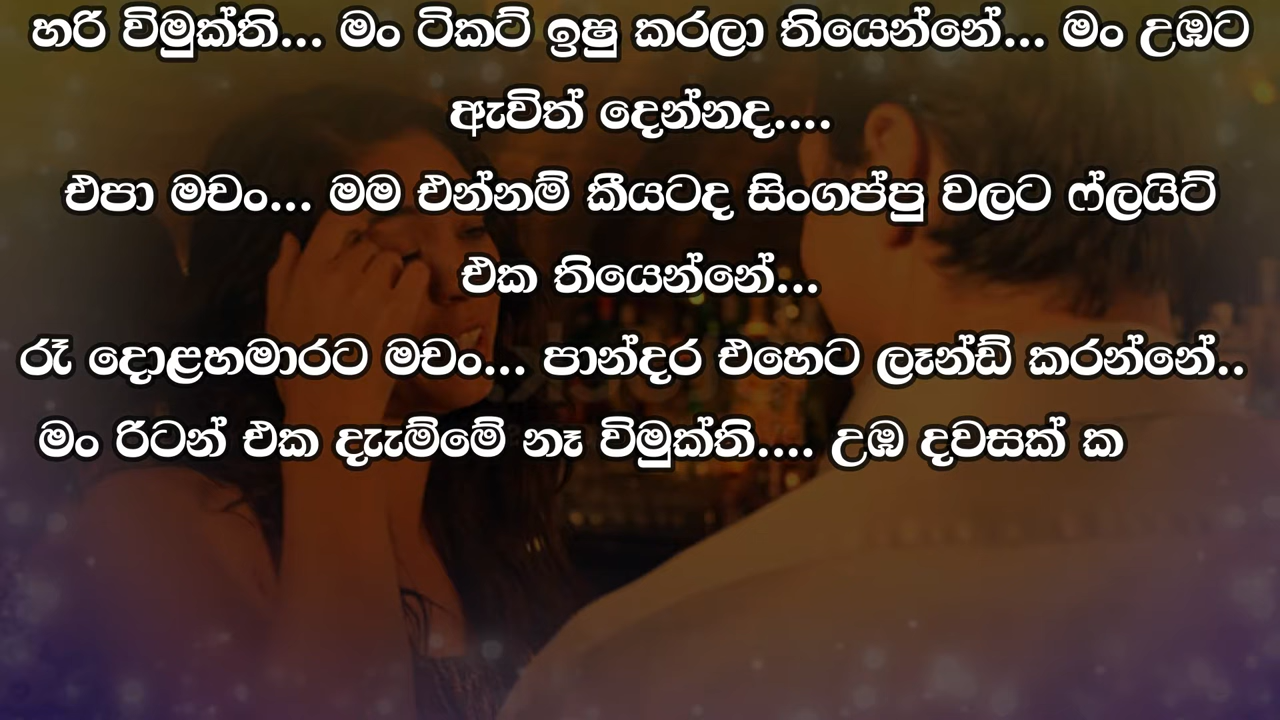 හරි විමුක්ති... මං ටිකට් ඉෂු කරලා තියෙන්නේ... මං උඹට
ඇවිත් දෙන්නද....
එපා මචං... මම එන්නම් කීයටද සිංගප්පු වලට ෆ්ලයිට්
එක තියෙන්නේ...
රෑ දොළහමාරට මචං... පාන්දර එහෙට ලෑන්ඩ් කරන්නේ..
මං රිටන් එක දැැම්මේ නෑ විමුක්ති.... උඹ දවසක් ක